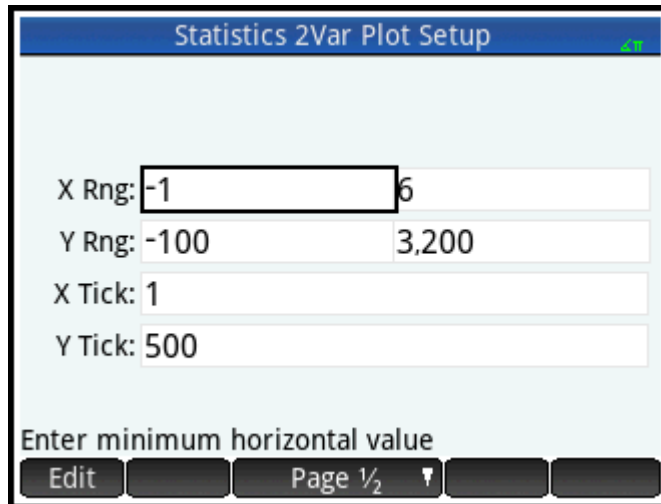 Statistics 2Var Plot Setup
∡π
X Rng: -1 6
Y Rng: -100 3,200
X Tick: 1
Y Tick: 500
Enter minimum horizontal value
Edit Page ½